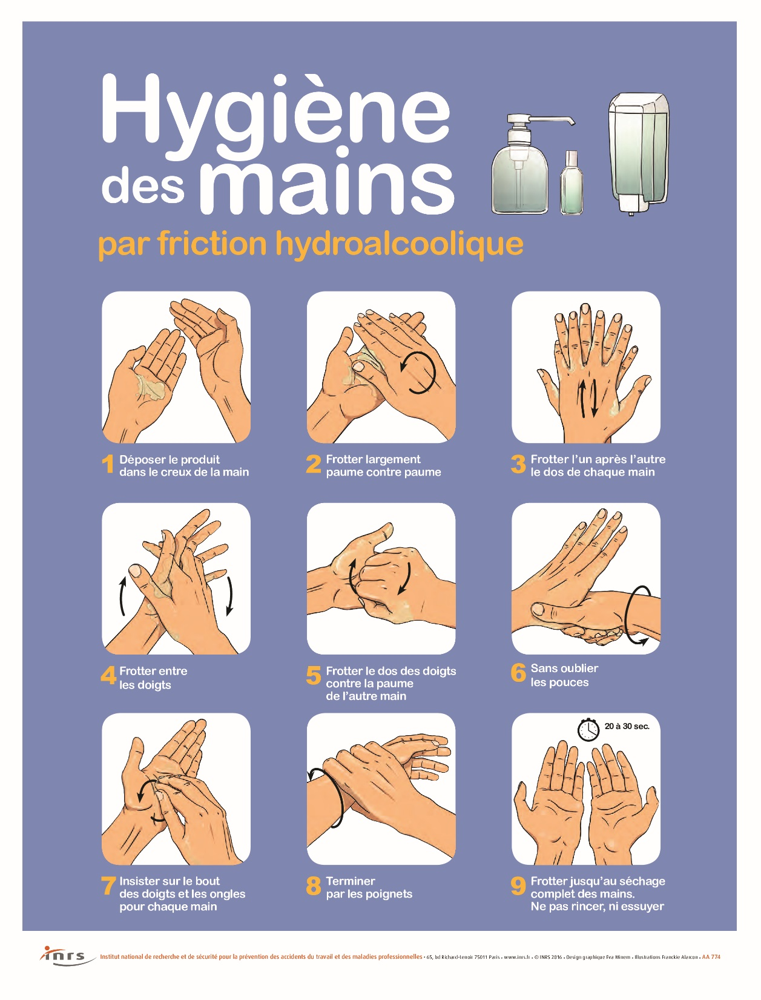 Hygiène
des mains
par friction hydroalcoolique
1 Déposer le produit
dans le creux de la main
2 Frotter largement
paume contre paume
3 Frotter l'un après l'autre
le dos de chaque main
4 Frotter entre
les doigts
5 Frotter le dos des doigts
contre la paume
de l'autre main
6 Sans oublier
les pouces
7 Insister sur le bout
des doigts et les ongles
pour chaque main
8 Terminer
par les poignets
20 à 30 sec.
9 Frotter jusqu'au séchage
complet des mains.
Ne pas rincer, ni essuyer
inrs
Institut national de recherche et de sécurité pour la prévention des accidents du travail et des maladies professionnelles • 65, bd Richard-Lenoir 75011 Paris • www.inrs.fr • © INRS 2016 • Design graphique Eva Minem • Illustrations Franckie Alarcon • AA 774